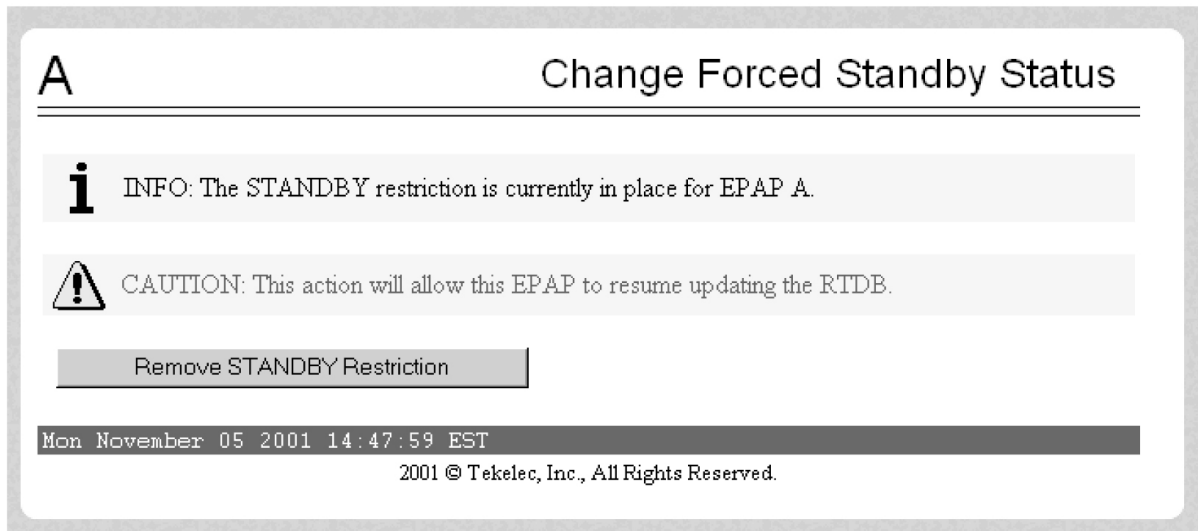 A
Change Forced Standby Status
INFO: The STANDBY restriction is currently in place for EPAP A.
CAUTION: This action will allow this EPAP to resume updating the RTDB.
Remove STANDBY Restriction
Mon November 05 2001 14:47:59 EST
2001 © Tekelec, Inc., All Rights Reserved.